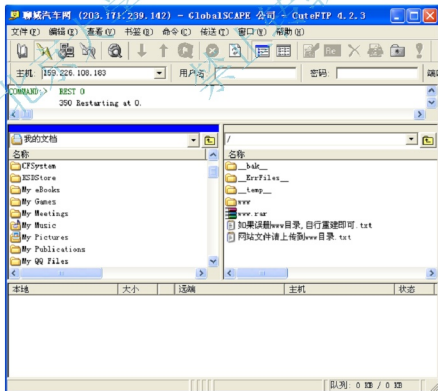 聊城汽车网 (203.171.239.142) - GlobalSCAPE 公司 - CuteFTP 4.2.3
文件(F) 编辑(E) 查看(V) 书签(B) 命令(C) 传送(T) 窗口(W) 帮助(H)
主机: 159.226.108.183 用户名 密码: 端
COMMAND:> REST 0
350 Restarting at 0.
我的文档
名称
CFSystem
KSDStore
My eBooks
My Games
My Meetings
My Music
My Pictures
My Publications
My QQ Files
/
名称
__bak__
__ErrFiles__
__temp__
www
www.rar
如果误删www目录,自行重建即可.txt
网站文件请上传到www目录.txt
本地 大小 远端 主机 状态
队列: 0 KB / 0 KB